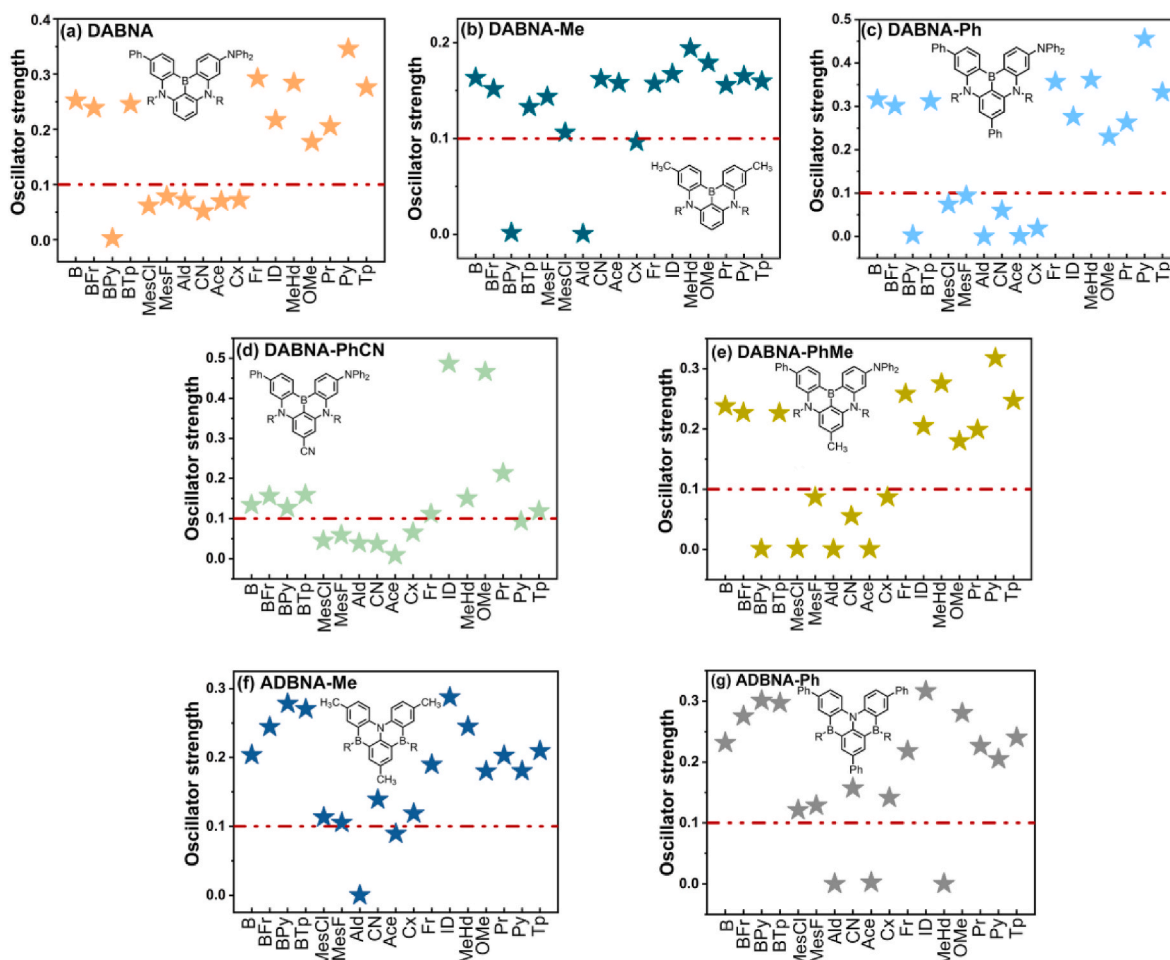 (a) DABNA
Oscillator strength
0.4
0.3
0.2
0.1
0.0
Ph
NPh₂
B
R N N R
B BFr BPy BTp MesCl MesF Ald CN Ace Cx Fr ID MeHd OMe Pr Py Tp
(b) DABNA-Me
Oscillator strength
0.2
0.1
0.0
CH₃ CH₃
B
R N N R
B BFr BPy BTp MesF MesCl Ald CN Ace Cx Fr ID MeHd OMe Pr Py Tp
(c) DABNA-Ph
Oscillator strength
0.5
0.4
0.3
0.2
0.1
0.0
Ph
NPh₂
B
R N N R
Ph
B BFr BPy BTp MesCl MesF Ald CN Ace Cx Fr ID MeHd OMe Pr Py Tp
(d) DABNA-PhCN
Oscillator strength
0.5
0.4
0.3
0.2
0.1
0.0
Ph
NPh₂
B
R N N R
CN
B BFr BPy BTp MesCl MesF Ald CN Ace Cx Fr ID MeHd OMe Pr Py Tp
(e) DABNA-PhMe
Oscillator strength
0.3
0.2
0.1
0.0
Ph
NPh₂
B
R N N R
CH₃
B BFr BPy BTp MesCl MesF Ald CN Ace Cx Fr ID MeHd OMe Pr Py Tp
(f) ADBNA-Me
Oscillator strength
0.3
0.2
0.1
0.0
H₃C CH₃
N
R B B R
CH₃
B BFr BPy BTp MesCl MesF Ald CN Ace Cx Fr ID MeHd OMe Pr Py Tp
(g) ADBNA-Ph
Oscillator strength
0.3
0.2
0.1
0.0
Ph Ph
N
R B B R
Ph
B BFr BPy BTp MesCl MesF Ald CN Ace Cx Fr ID MeHd OMe Pr Py Tp